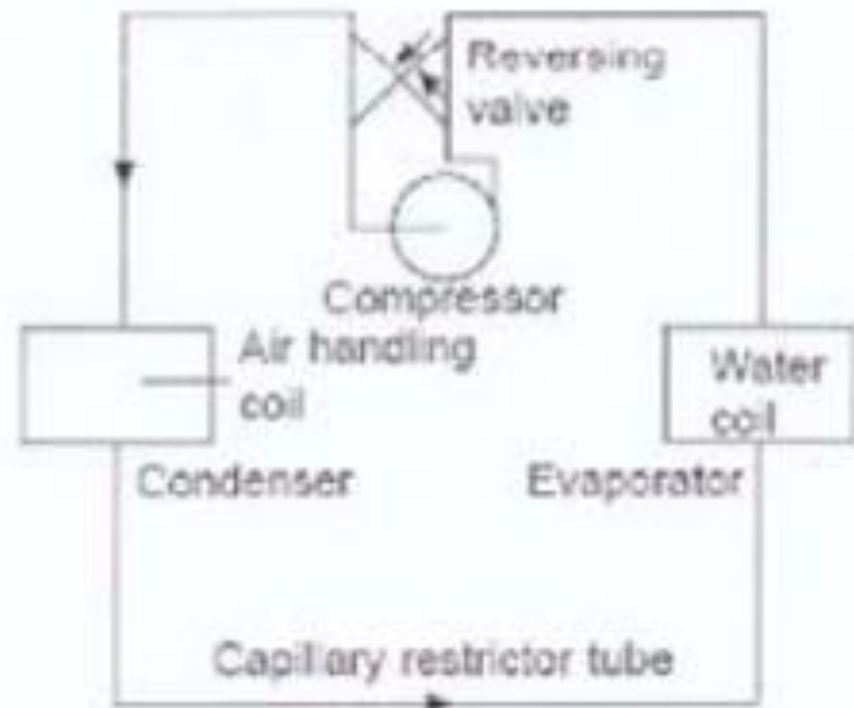 Reversing
valve
Compressor
Air handling
coil
Water
coil
Condenser
Evaporator
Capillary restrictor tube